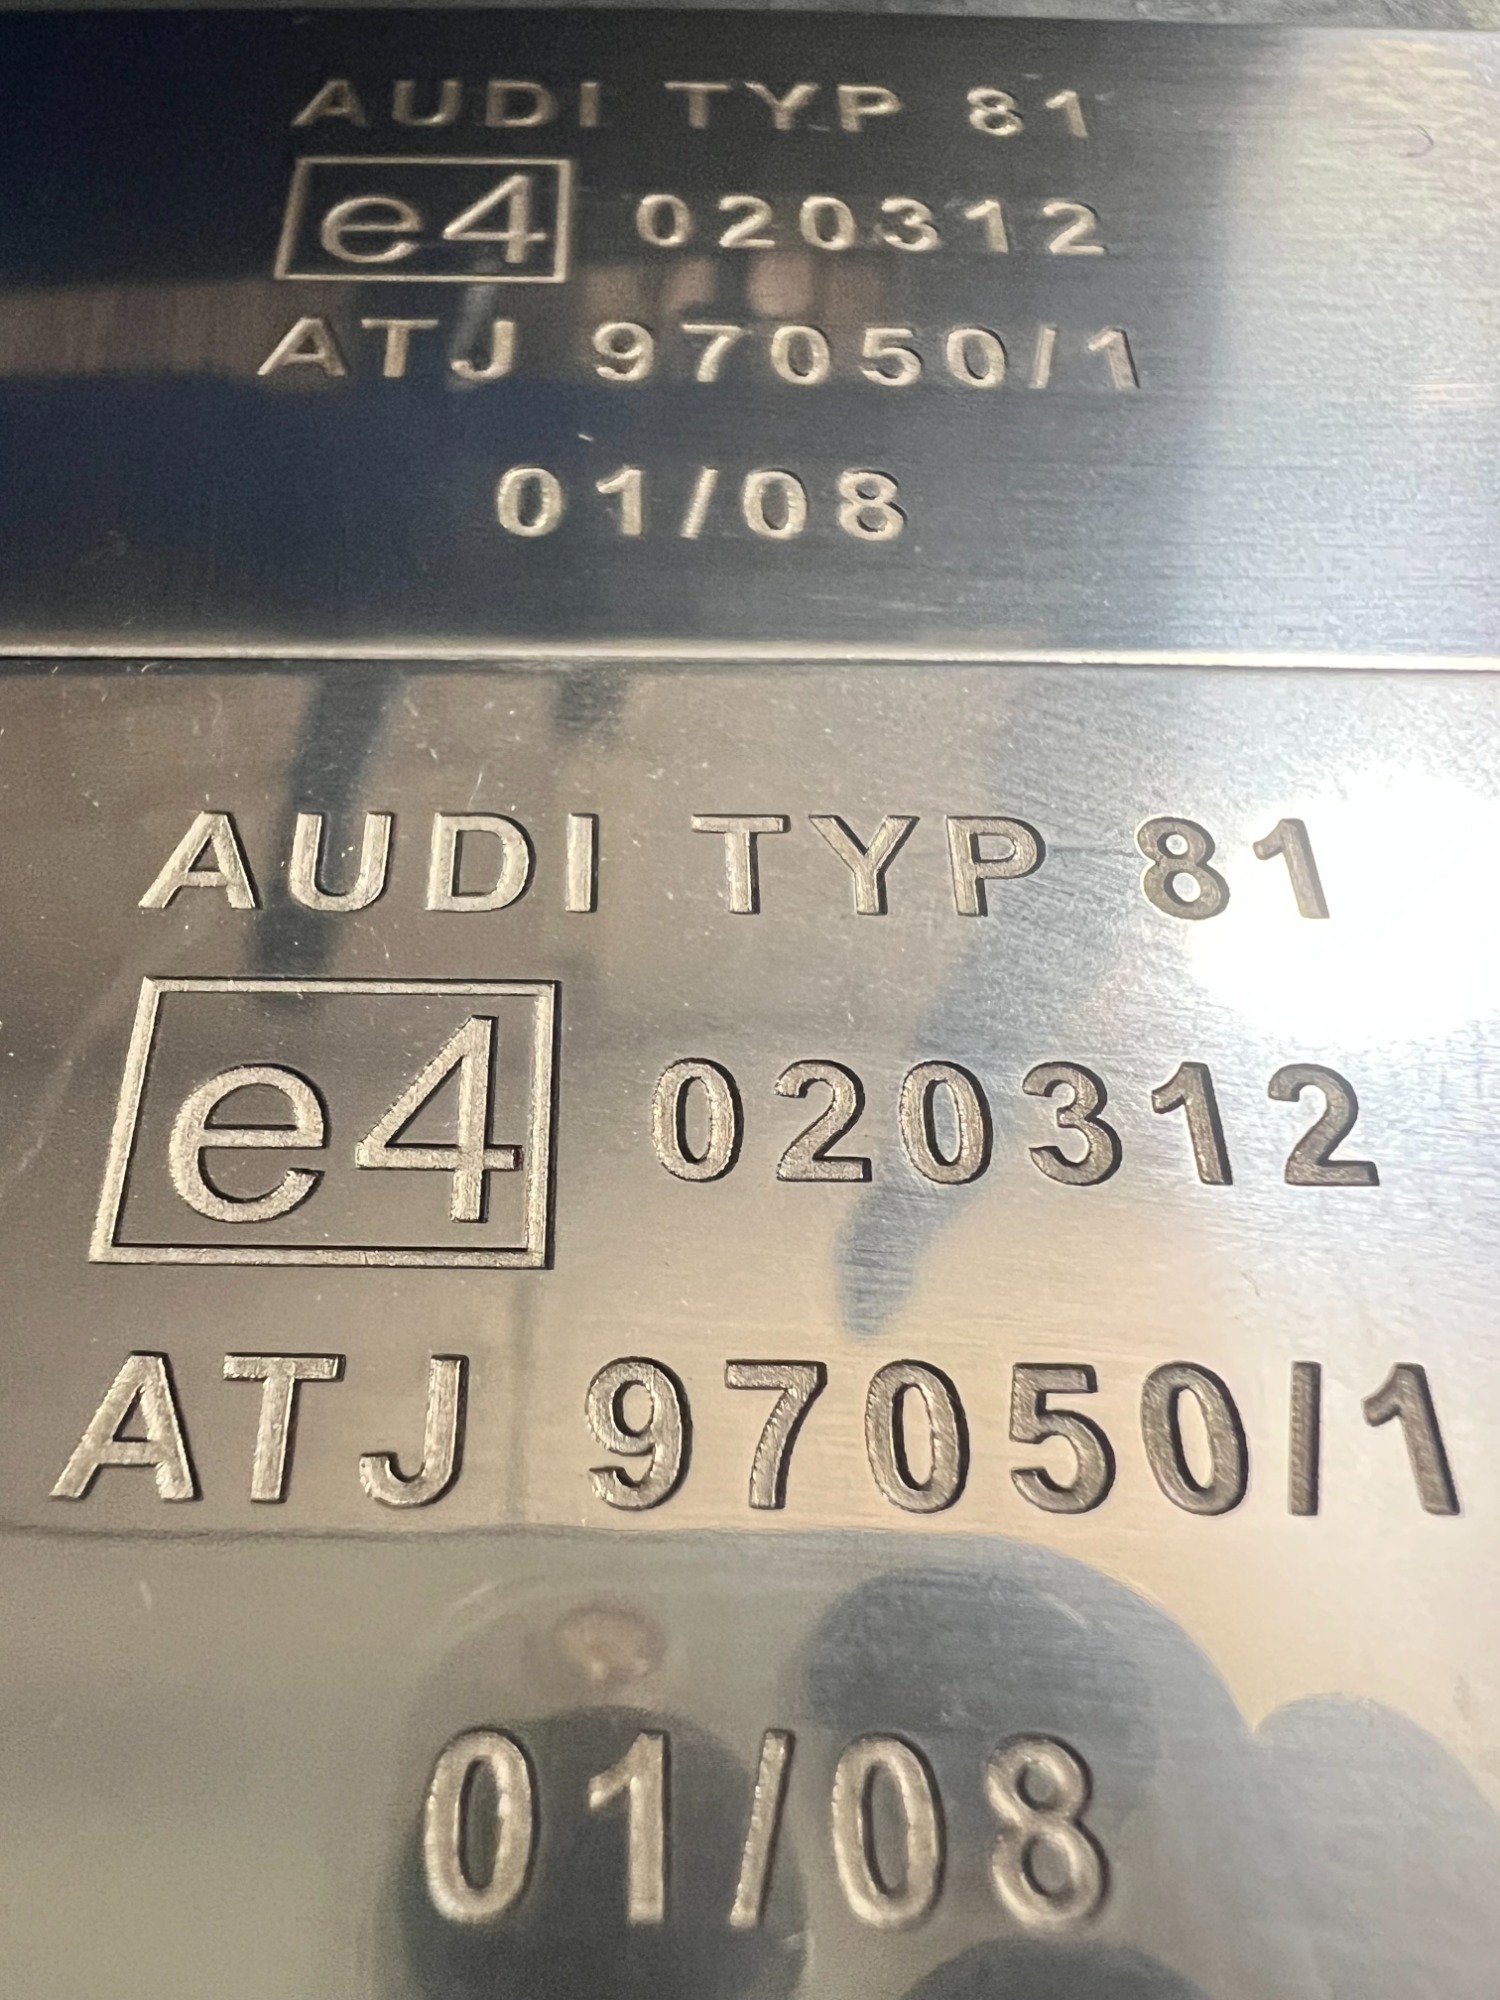 AUDI TYP 81
e4 020312
ATJ 97050/1
01/08
AUDI TYP 81
e4 020312
ATJ 97050/1
01/08